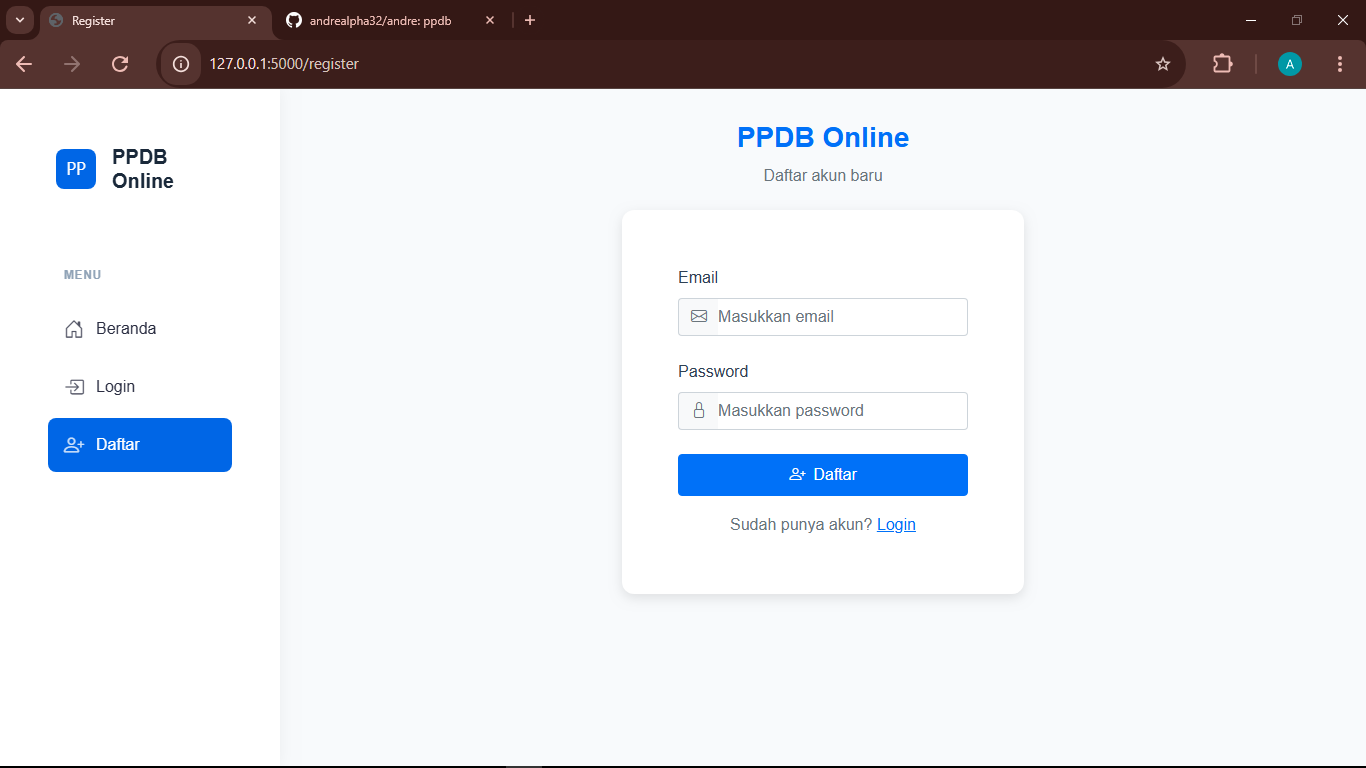 Register
andrealpha32/andre: ppdb
127.0.0.1:5000/register
A
PP
PPDB
Online
MENU
Beranda
Login
Daftar
PPDB Online
Daftar akun baru
Email
Masukkan email
Password
Masukkan password
Daftar
Sudah punya akun? Login